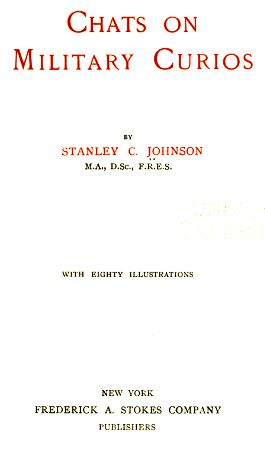 CHATS ON
MILITARY CURIOS
BY
STANLEY C. JOHNSON
M.A., D.Sc., F.R.E.S.
WITH EIGHTY ILLUSTRATIONS
NEW YORK
FREDERICK A. STOKES COMPANY
PUBLISHERS